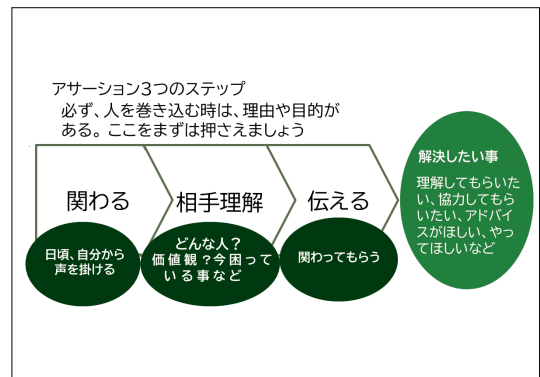 アサーション3つのステップ
必ず、人を巻き込む時は、理由や目的が
ある。ここをまずは押さえましょう
関わる
相手理解
伝える
日頃、自分から
声を掛ける
どんな人？
価値観？今困って
いる事など
関わってもらう
解決したい事
理解してもらいた
い、協力してもら
いたい、アドバイ
スがほしい、やっ
てほしいなど